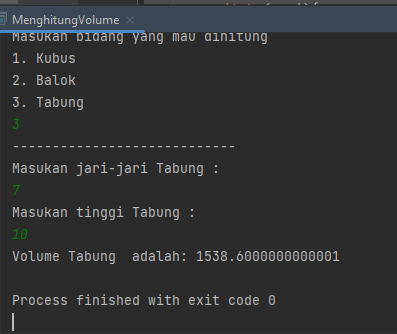 MenghitungVolume
Masukan bidang yang mau dihitung
1. Kubus
2. Balok
3. Tabung
3
----------------------------
Masukan jari-jari Tabung :
7
Masukan tinggi Tabung :
10
Volume Tabung  adalah: 1538.6000000000001
Process finished with exit code 0